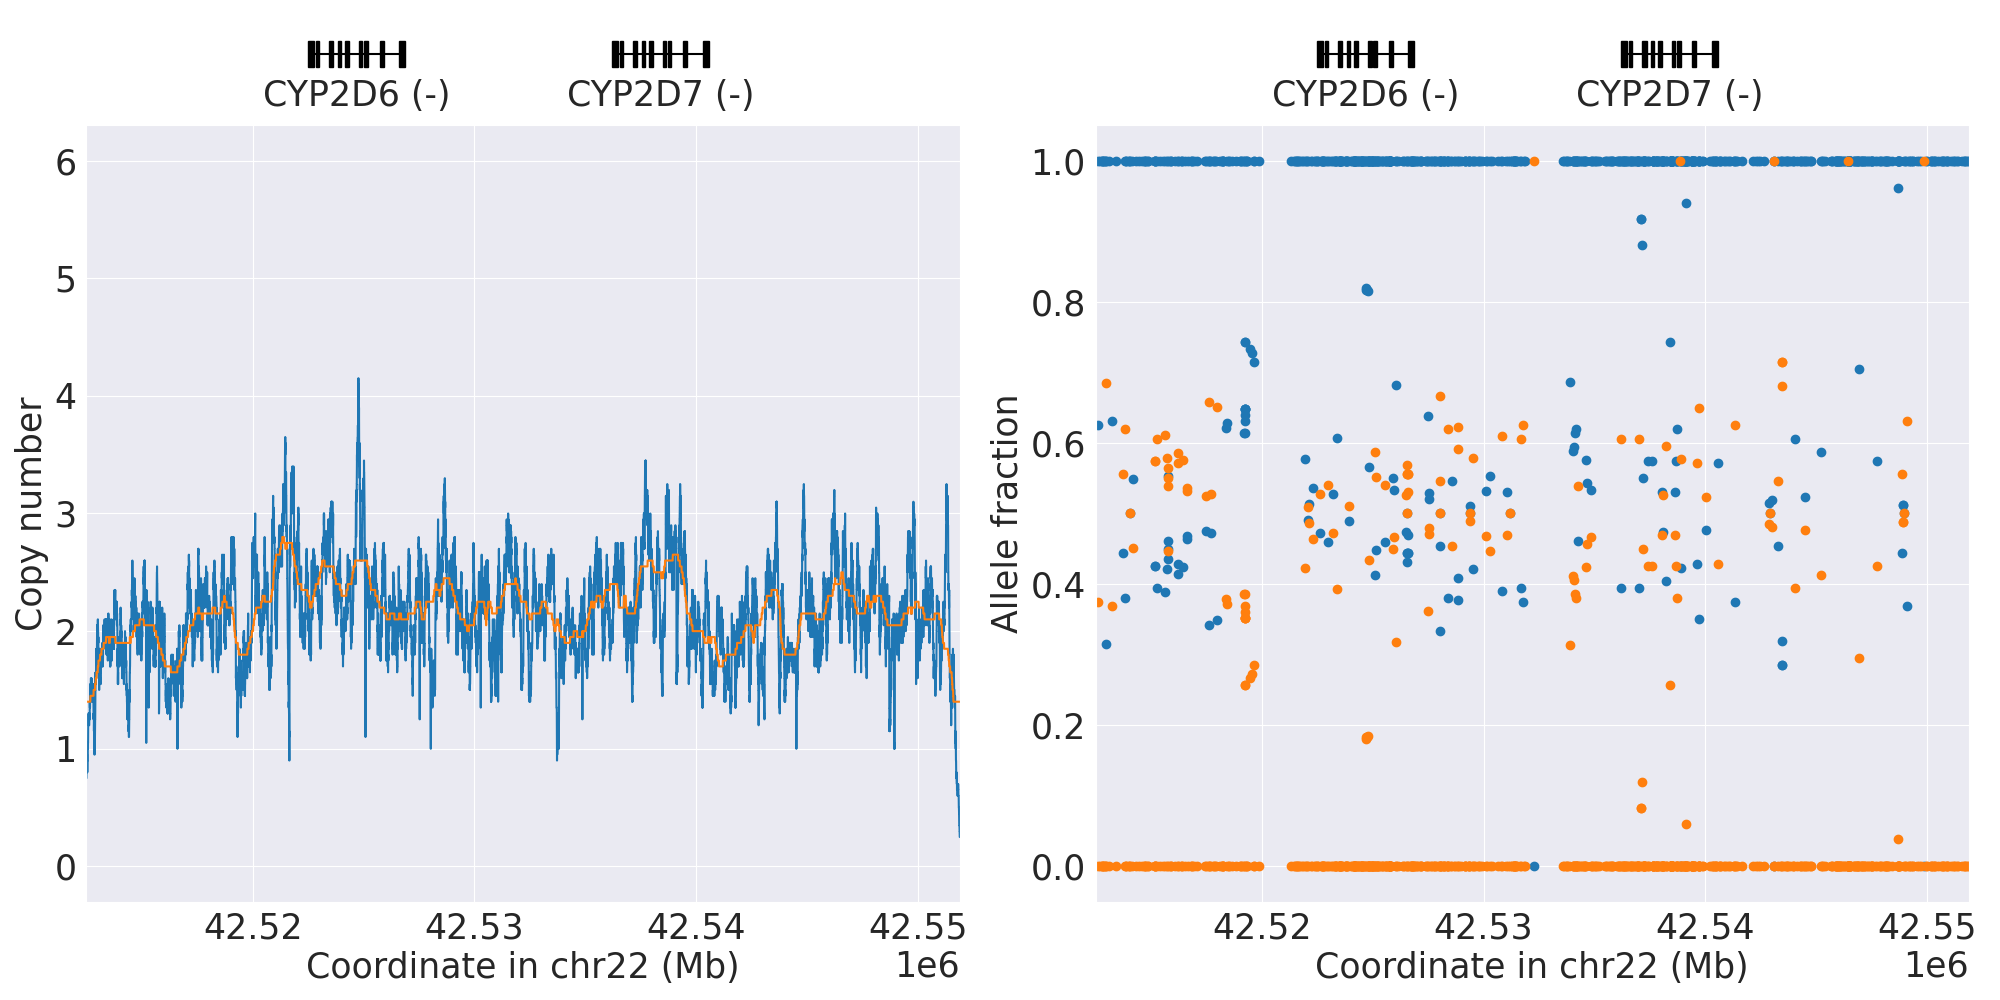 CYP2D6 (-) CYP2D7 (-)
CYP2D6 (-) CYP2D7 (-)
Copy number
6
5
4
3
2
1
0
42.52 42.53 42.54 42.55
Coordinate in chr22 (Mb) 1e6
Allele fraction
1.0
0.8
0.6
0.4
0.2
0.0
42.52 42.53 42.54 42.55
Coordinate in chr22 (Mb) 1e6